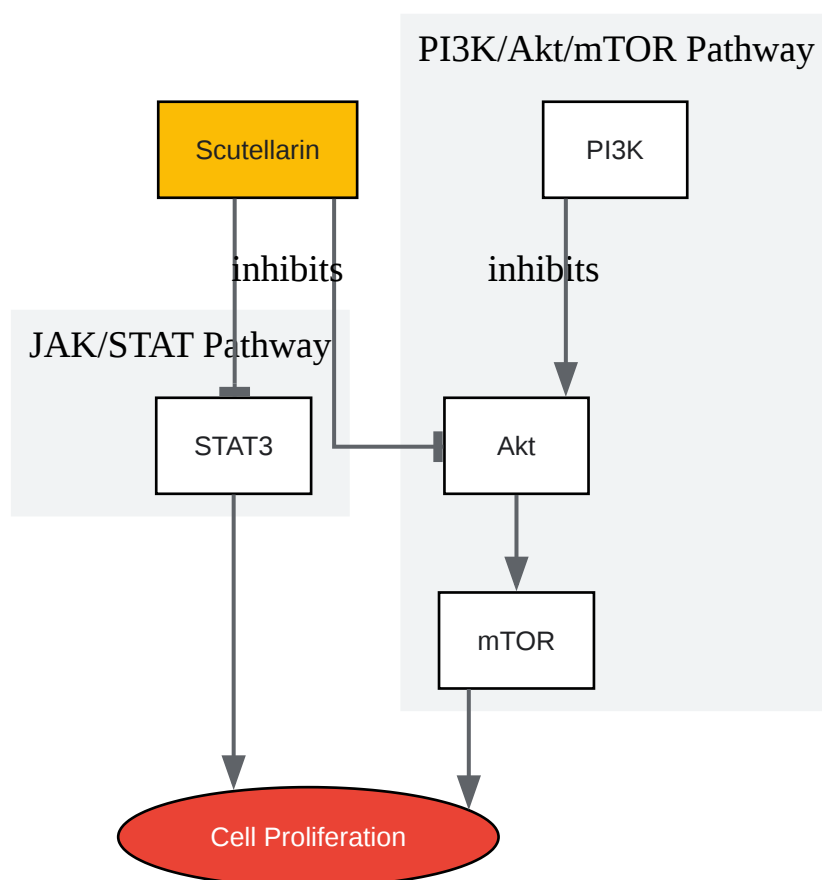 PI3K/Akt/mTOR Pathway
Scutellarin
PI3K
inhibits
inhibits
JAK/STAT Pathway
STAT3
Akt
mTOR
Cell Proliferation